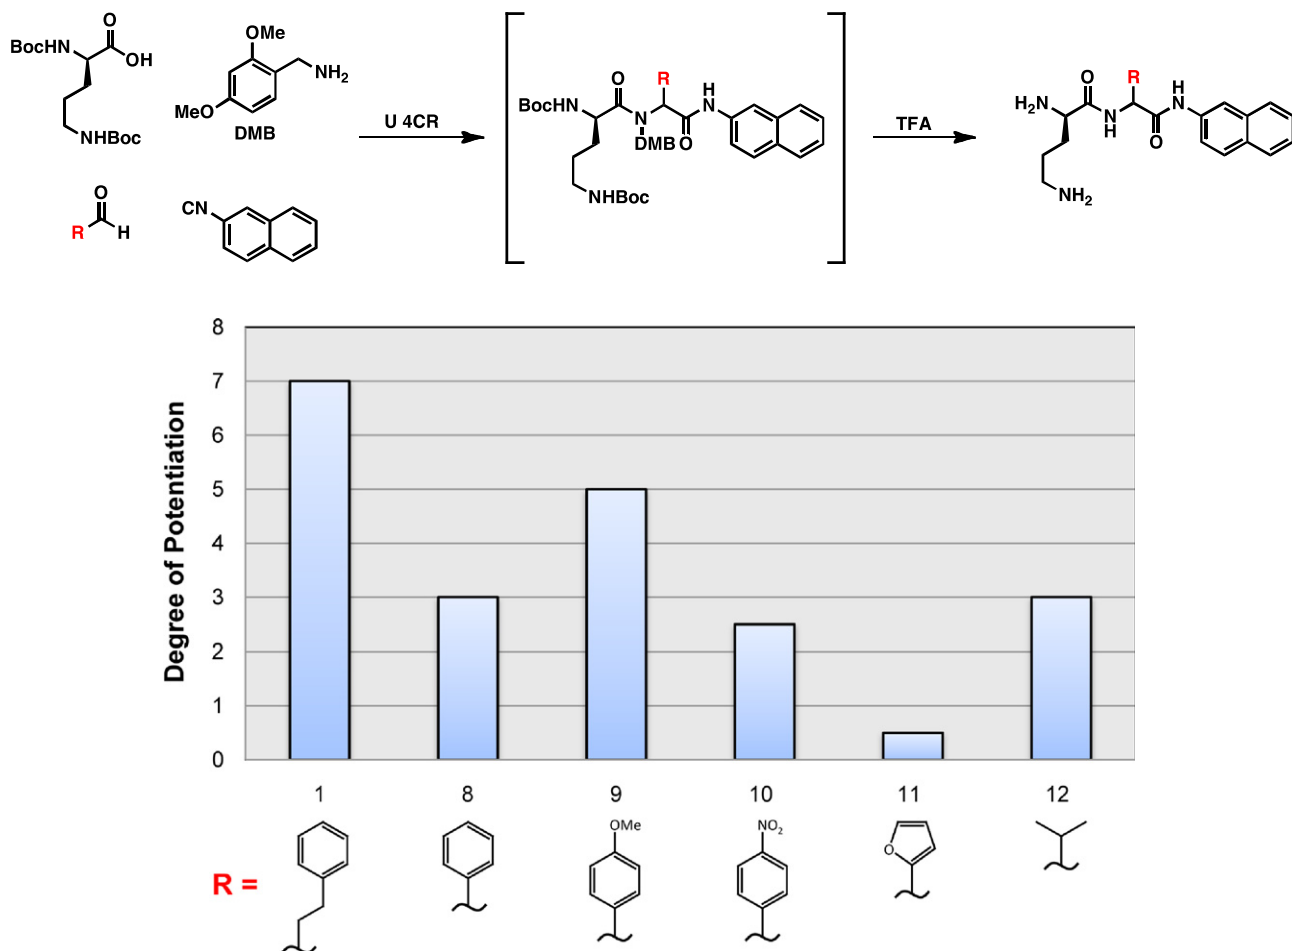 BocHN
O
OH
NHBoc
OMe
NH2
MeO
DMB
R
O
H
CN
U 4CR
BocHN
O
R
N
DMB
H
N
O
NHBoc
TFA
H2N
O
R
N
H
H
N
O
NH2
8
7
6
5
4
3
2
1
0
Degree of Potentiation
1 8 9 10 11 12
OMe NO2
O
R =